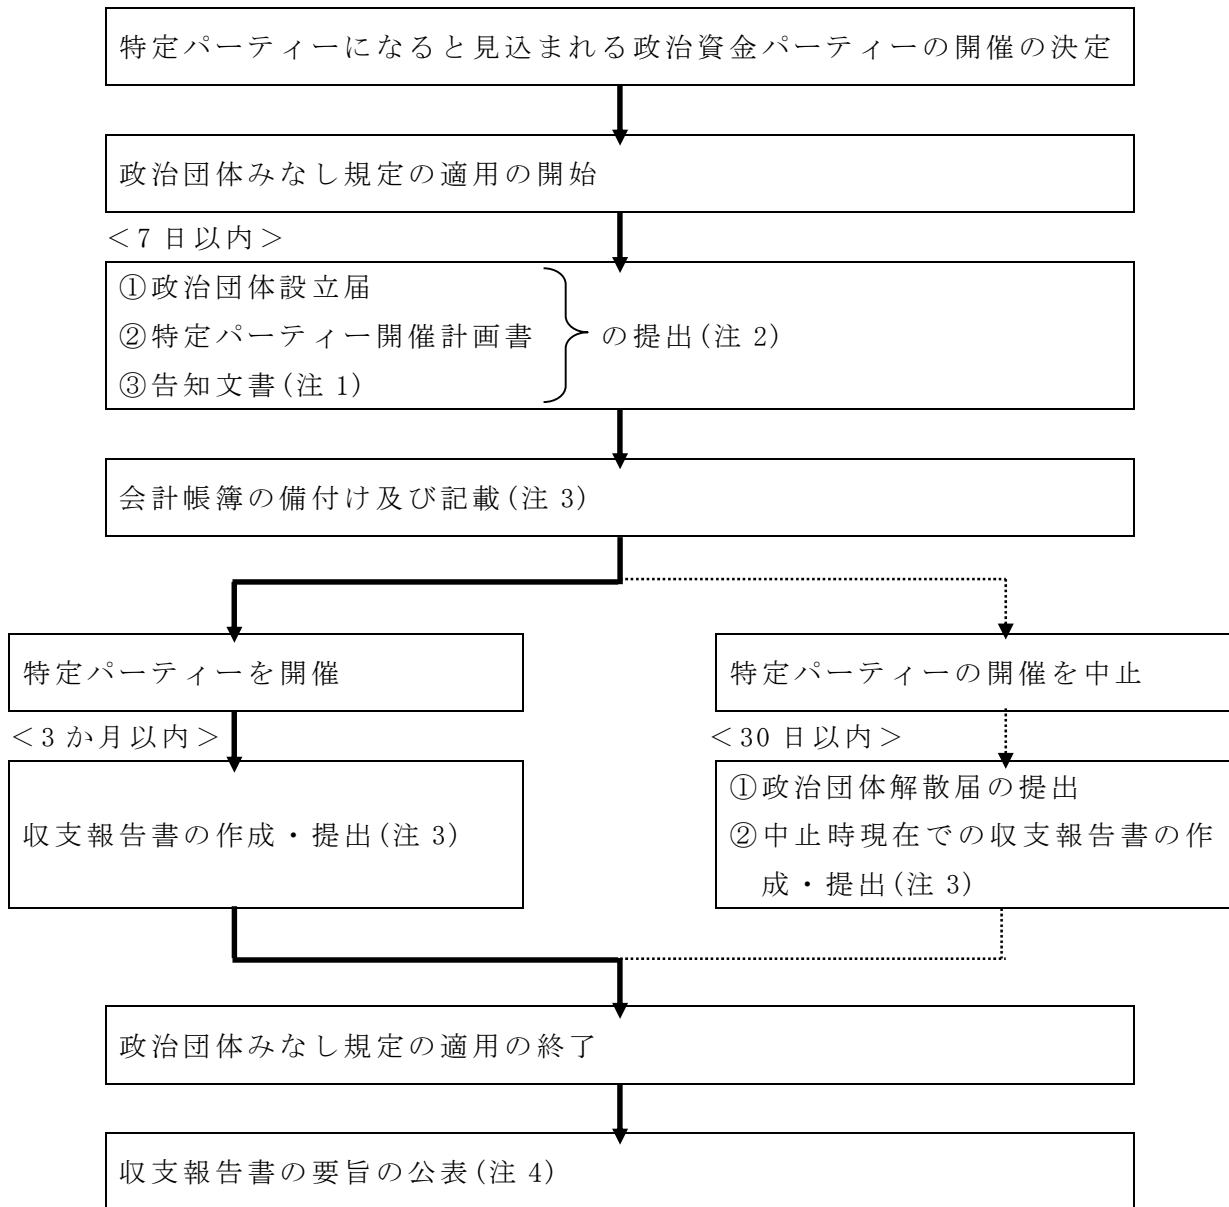 特定パーティーになると見込まれる政治資金パーティーの開催の決定
政治団体みなし規定の適用の開始
＜7日以内＞
①政治団体設立届
②特定パーティー開催計画書
の提出(注 2)
③告知文書(注 1)
会計帳簿の備付け及び記載(注 3)
特定パーティーを開催
＜3か月以内＞
収支報告書の作成・提出(注 3)
特定パーティーの開催を中止
＜30日以内＞
①政治団体解散届の提出
②中止時現在での収支報告書の作
成・提出(注 3)
政治団体みなし規定の適用の終了
収支報告書の要旨の公表(注 4)